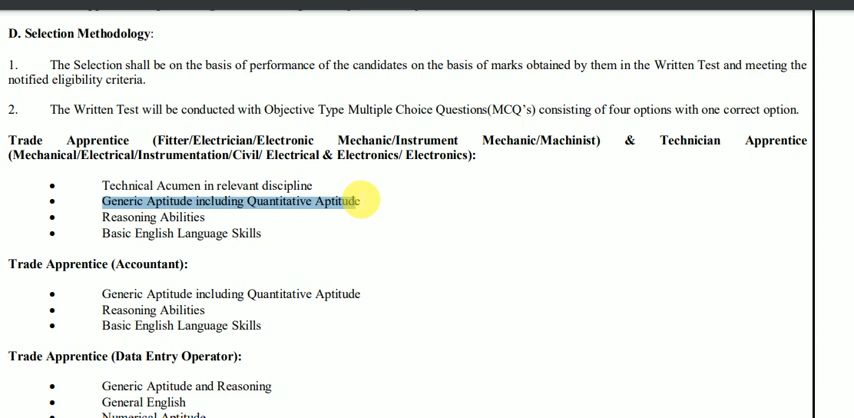 D. Selection Methodology:
1. The Selection shall be on the basis of performance of the candidates on the basis of marks obtained by them in the Written Test and meeting the
notified eligibility criteria.
2. The Written Test will be conducted with Objective Type Multiple Choice Questions(MCQ's) consisting of four options with one correct option.
Trade Apprentice (Fitter/Electrician/Electronic Mechanic/Instrument Mechanic/Machinist) & Technician Apprentice
(Mechanical/Electrical/Instrumentation/Civil/ Electrical & Electronics/ Electronics):
• Technical Acumen in relevant discipline
• Generic Aptitude including Quantitative Aptitude
• Reasoning Abilities
• Basic English Language Skills
Trade Apprentice (Accountant):
• Generic Aptitude including Quantitative Aptitude
• Reasoning Abilities
• Basic English Language Skills
Trade Apprentice (Data Entry Operator):
• Generic Aptitude and Reasoning
• General English
• Numerical Aptitude